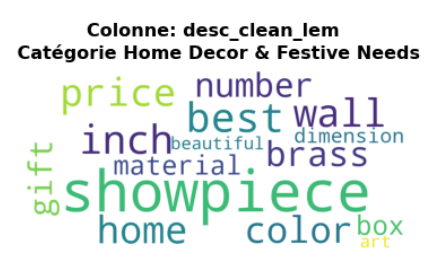 Colonne: desc_clean_lem
Catégorie Home Decor & Festive Needs
price number
best wall
inch beautiful dimension
material brass
gift showpiece
home color box
art